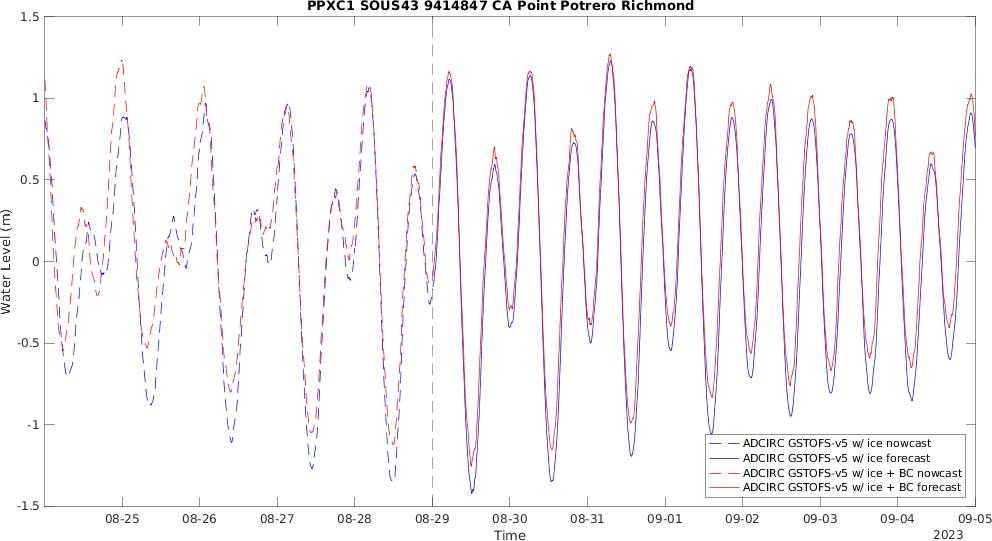 PPXC1 SOUS43 9414847 CA Point Potrero Richmond
1.5
1
0.5
0
-0.5
-1
-1.5
Water Level (m)
08-25 08-26 08-27 08-28 08-29 08-30 08-31 09-01 09-02 09-03 09-04 09-05
Time
2023
ADCIRC GSTOFS-v5 w/ ice nowcast
ADCIRC GSTOFS-v5 w/ ice forecast
ADCIRC GSTOFS-v5 w/ ice + BC nowcast
ADCIRC GSTOFS-v5 w/ ice + BC forecast